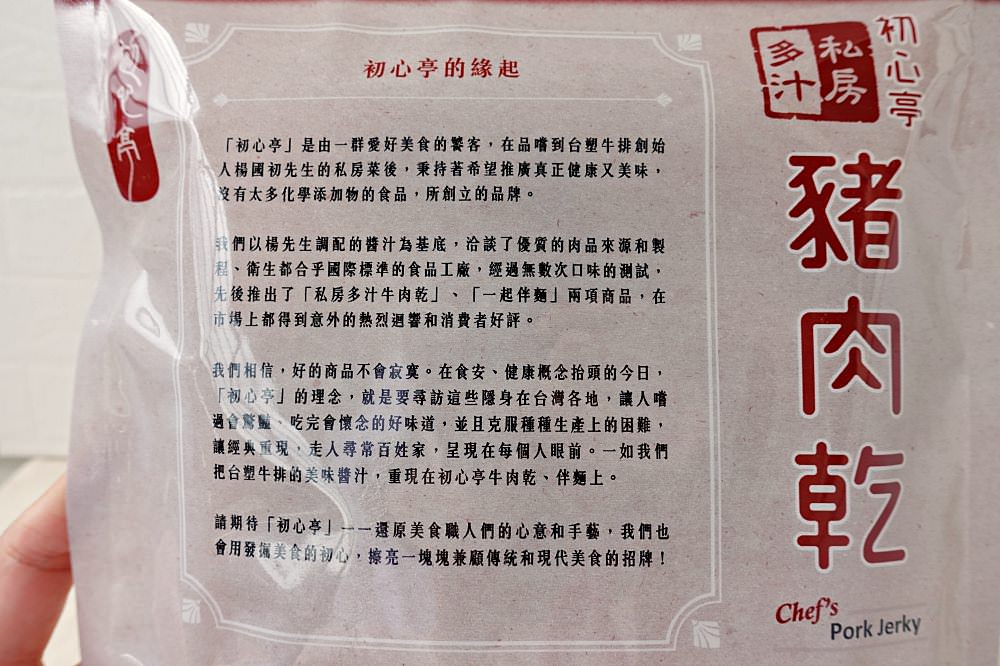 初心亭
初心亭的緣起
「初心亭」是由一群愛好美食的饕客，在品嚐到台塑牛排創始
人楊國初先生的私房菜後，秉持著希望推廣真正健康又美味，
沒有太多化學添加物的食品，所創立的品牌。
我們以楊先生調配的醬汁為基底，洽談了優質的肉品來源和製
程、衛生都合乎國際標準的食品工廠，經過無數次口味的測試，
先後推出了「私房多汁牛肉乾」、「一起伴麵」兩項商品，在
市場上都得到意外的熱烈迴響和消費者好評。
我們相信，好的商品不會寂寞。在食安、健康概念抬頭的今日，
「初心亭」的理念，就是要尋訪這些隱身在台灣各地，讓人嚐
過會驚豔、吃完會懷念的好味道，並且克服種種生產上的困難，
讓經典重現，走人尋常百姓家，呈現在每個人眼前。一如我們
把台塑牛排的美味醬汁，重現在初心亭牛肉乾、伴麵上。
請期待「初心亭」一一還原美食職人們的心意和手藝，我們也
會用發掘美食的初心，擦亮一塊塊兼顧傳統和現代美食的招牌！
初心亭
私房
多汁
豬肉乾
Chef's
Pork Jerky